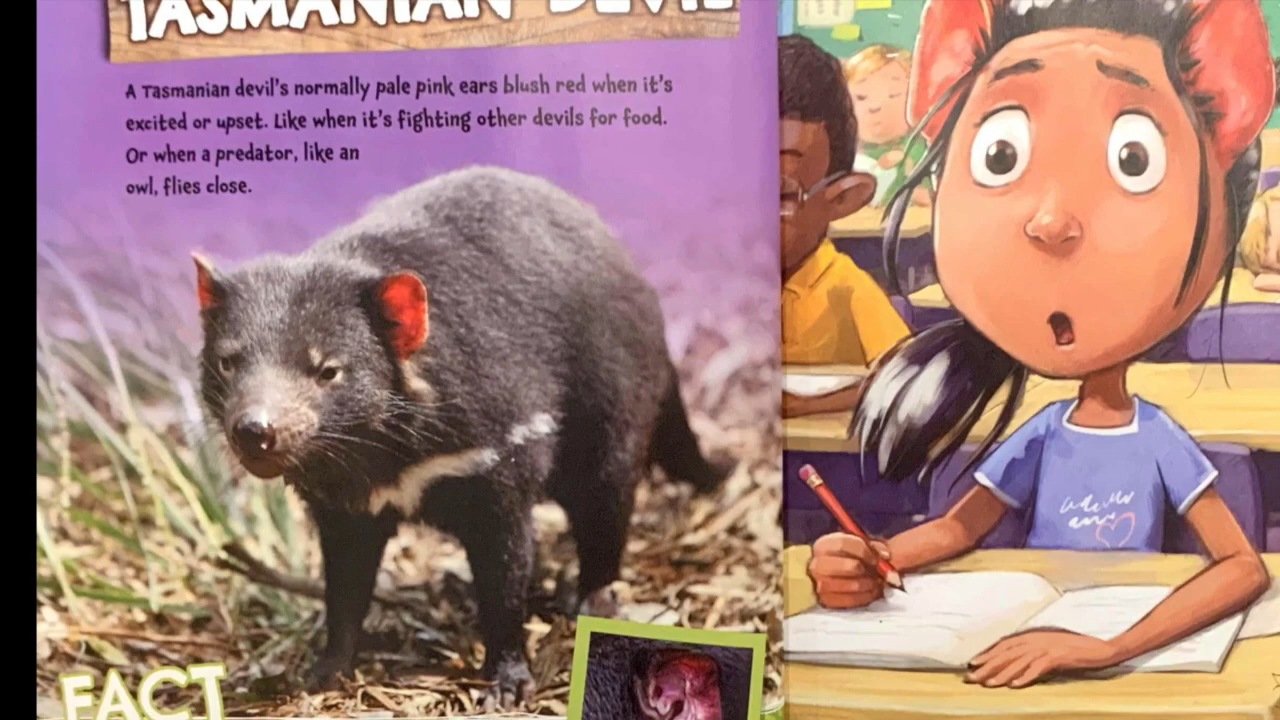 TASMANIAN DEVIL
A Tasmanian devil's normally pale pink ears blush red when it's
excited or upset. Like when it's fighting other devils for food.
Or when a predator, like an
owl, flies close.
FACT